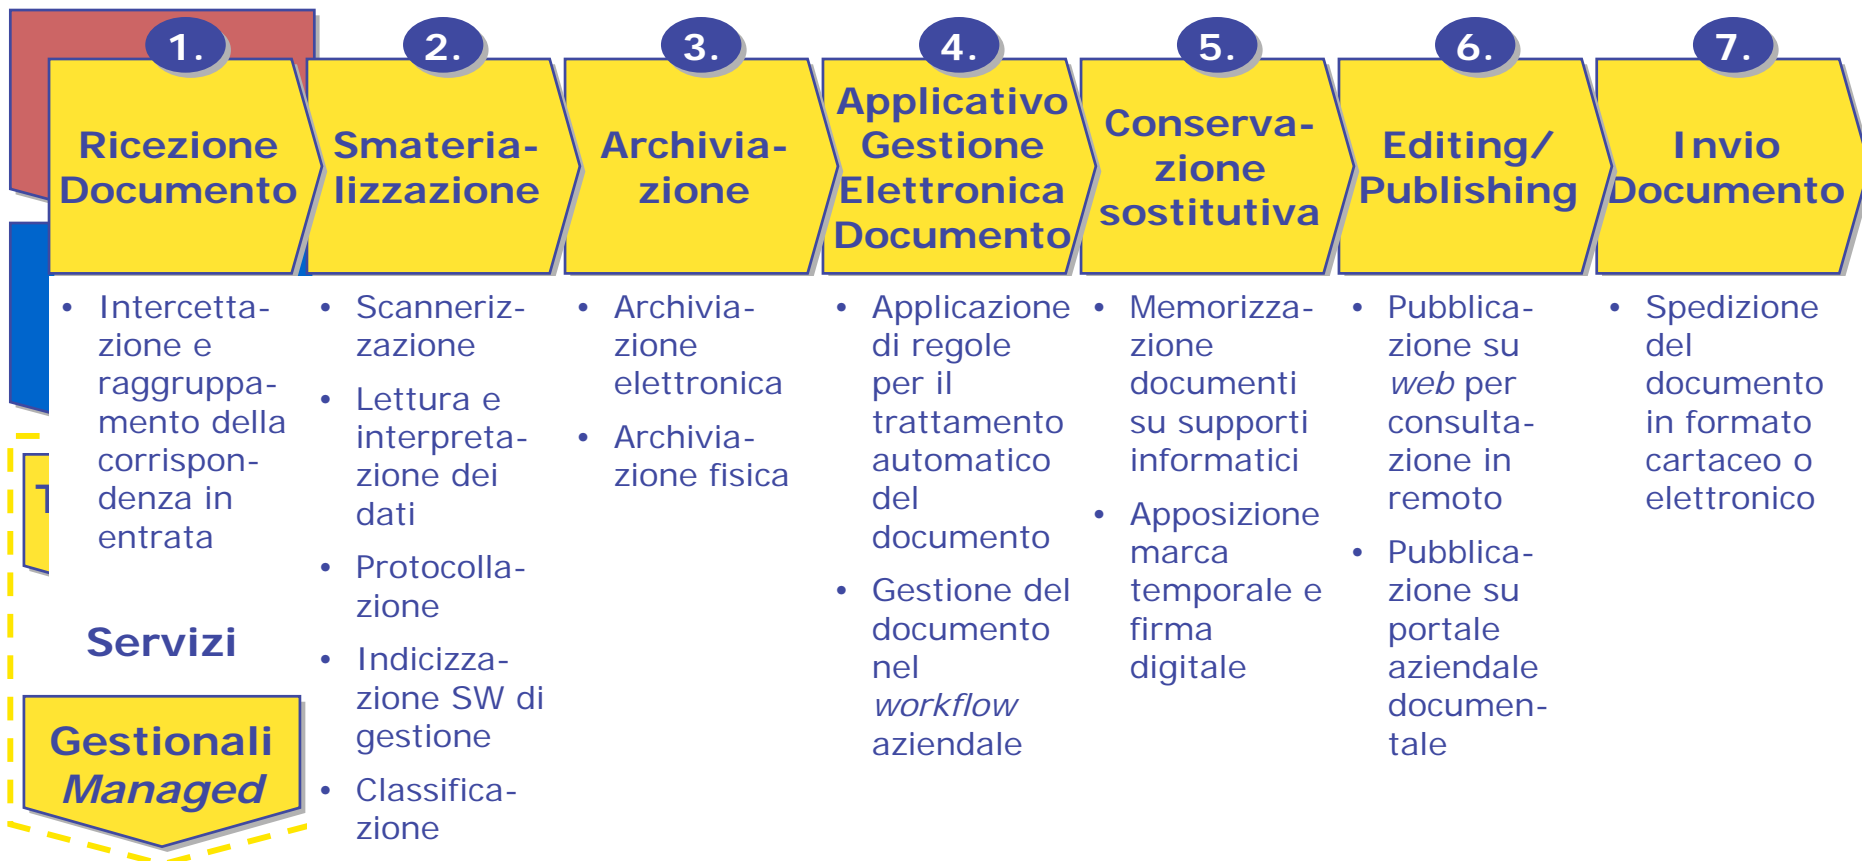 1.
Ricezione
Documento
• Intercetta-
zione e
raggruppa-
mento della
corrispon-
denza in
entrata
2.
Smateria-
lizzazione
• Scanneriz-
zazione
• Lettura e
interpreta-
zione dei
dati
• Protocolla-
zione
• Indicizza-
zione SW di
gestione
• Classifica-
zione
3.
Archivia-
zione
• Archivia-
zione
elettronica
• Archivia-
zione fisica
4.
Applicativo
Gestione
Elettronica
Documento
• Applicazione
di regole
per il
trattamento
automatico
del
documento
• Gestione del
documento
nel
workflow
aziendale
5.
Conserva-
zione
sostitutiva
• Memorizza-
zione
documenti
su supporti
informatici
• Apposizione
marca
temporale e
firma
digitale
6.
Editing/
Publishing
• Pubblica-
zione su
web per
consulta-
zione in
remoto
• Pubblica-
zione su
portale
aziendale
documen-
tale
7.
Invio
Documento
• Spedizione
del
documento
in formato
cartaceo o
elettronico
Servizi
Gestionali
Managed